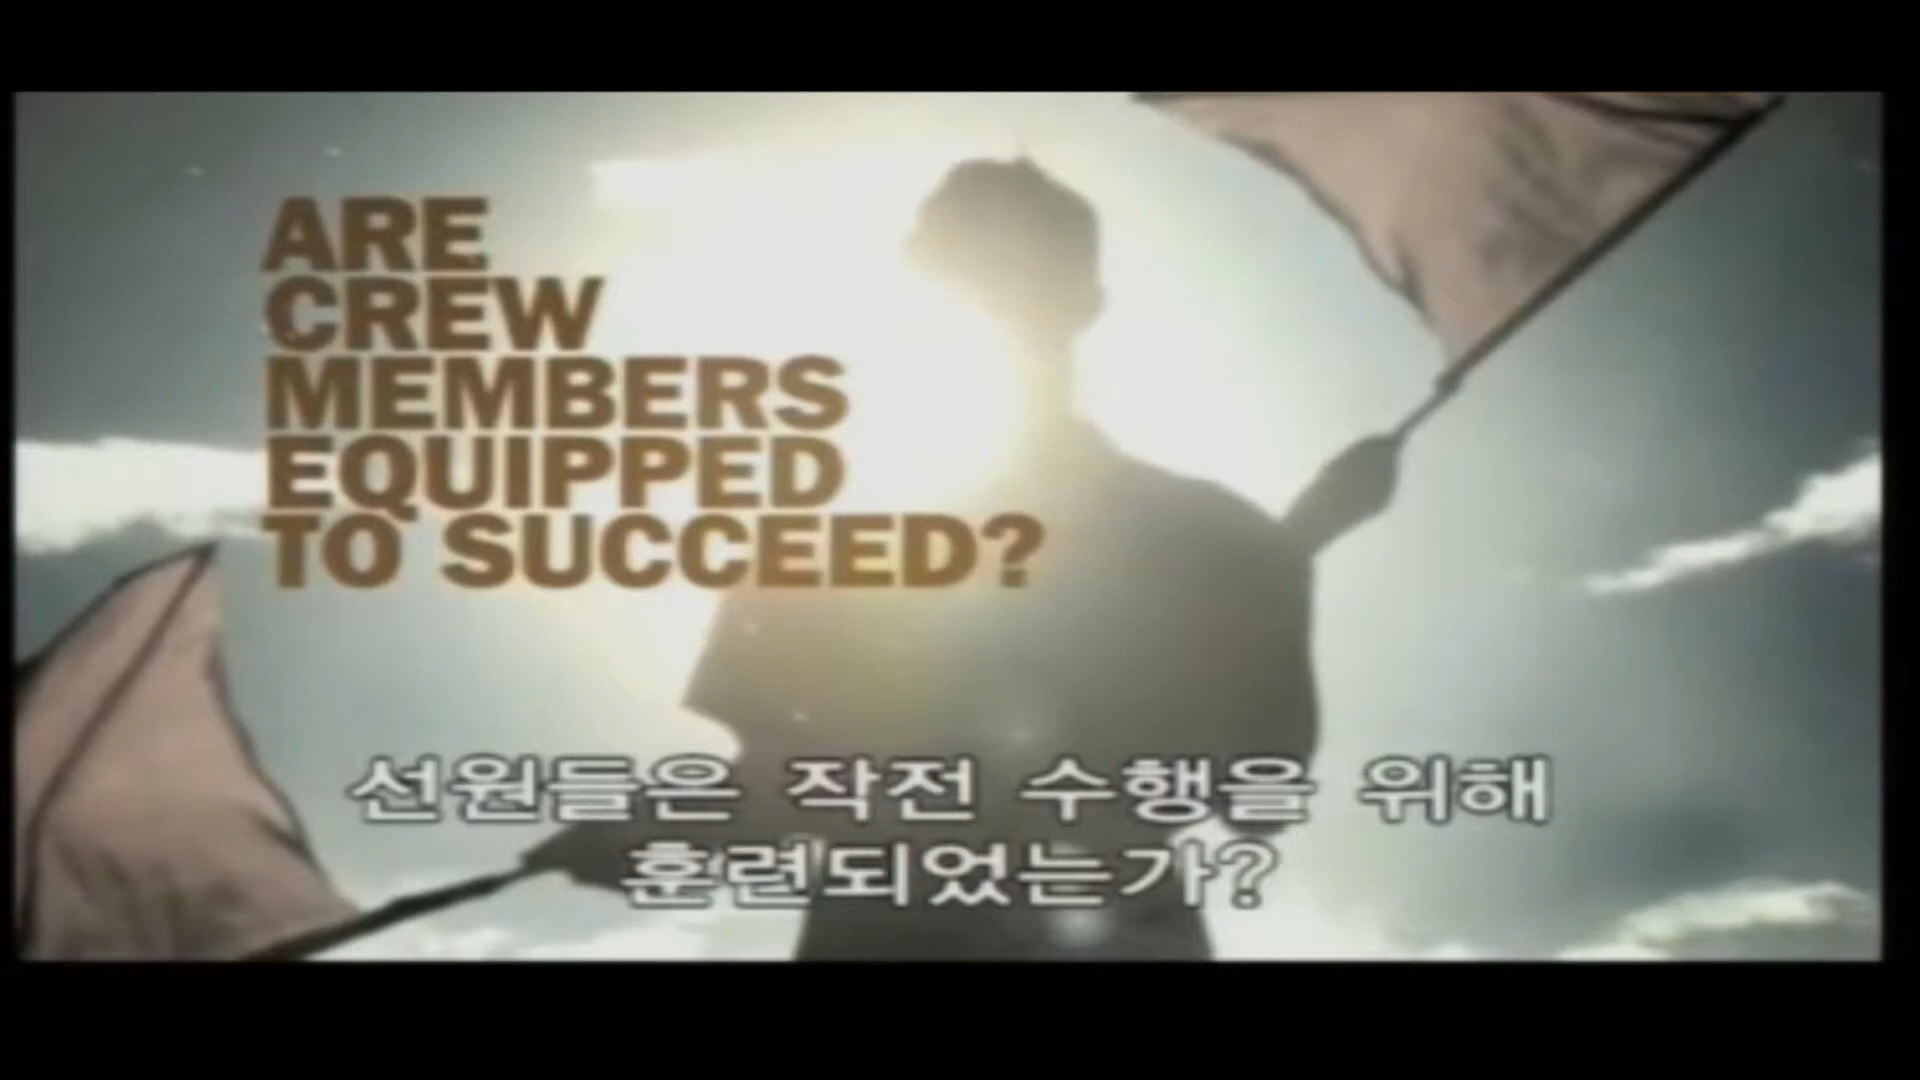 ARE
CREW
MEMBERS
EQUIPPED
TO SUCCEED?
선원들은 작전 수행을 위해
훈련되었는가?